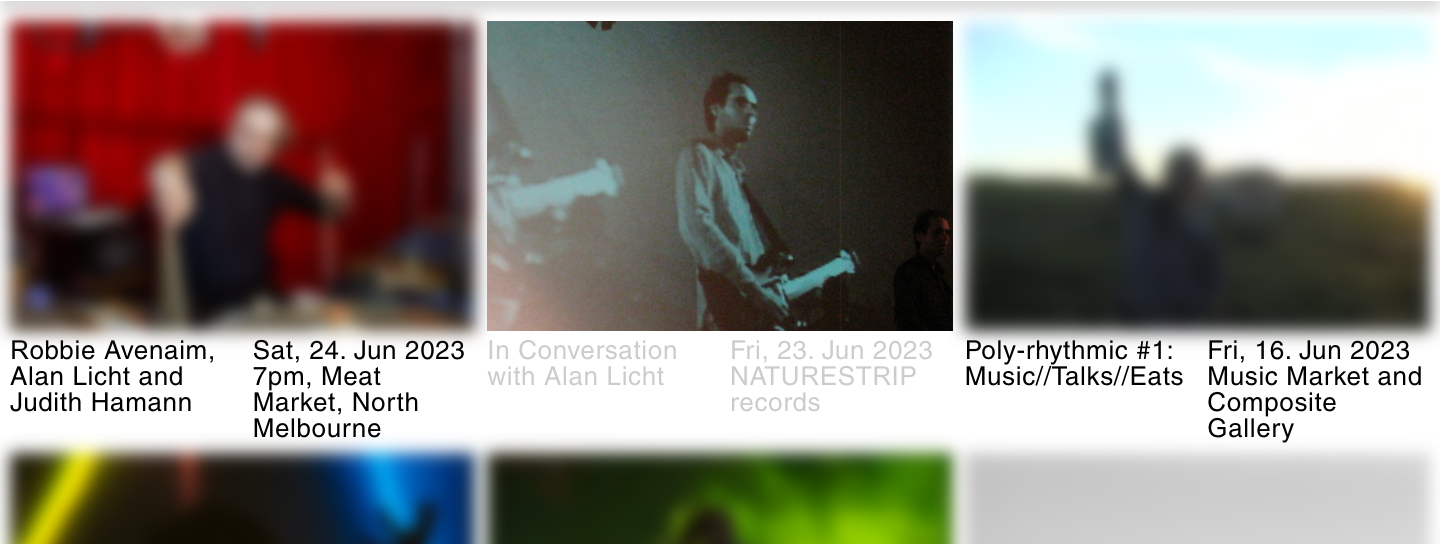 Robbie Avenaim,
Alan Licht and
Judith Hamann
Sat, 24. Jun 2023
7pm, Meat
Market, North
Melbourne
In Conversation
with Alan Licht
Fri, 23. Jun 2023
NATURESTRIP
records
Poly-rhythmic #1:
Music//Talks//Eats
Fri, 16. Jun 2023
Music Market and
Composite
Gallery